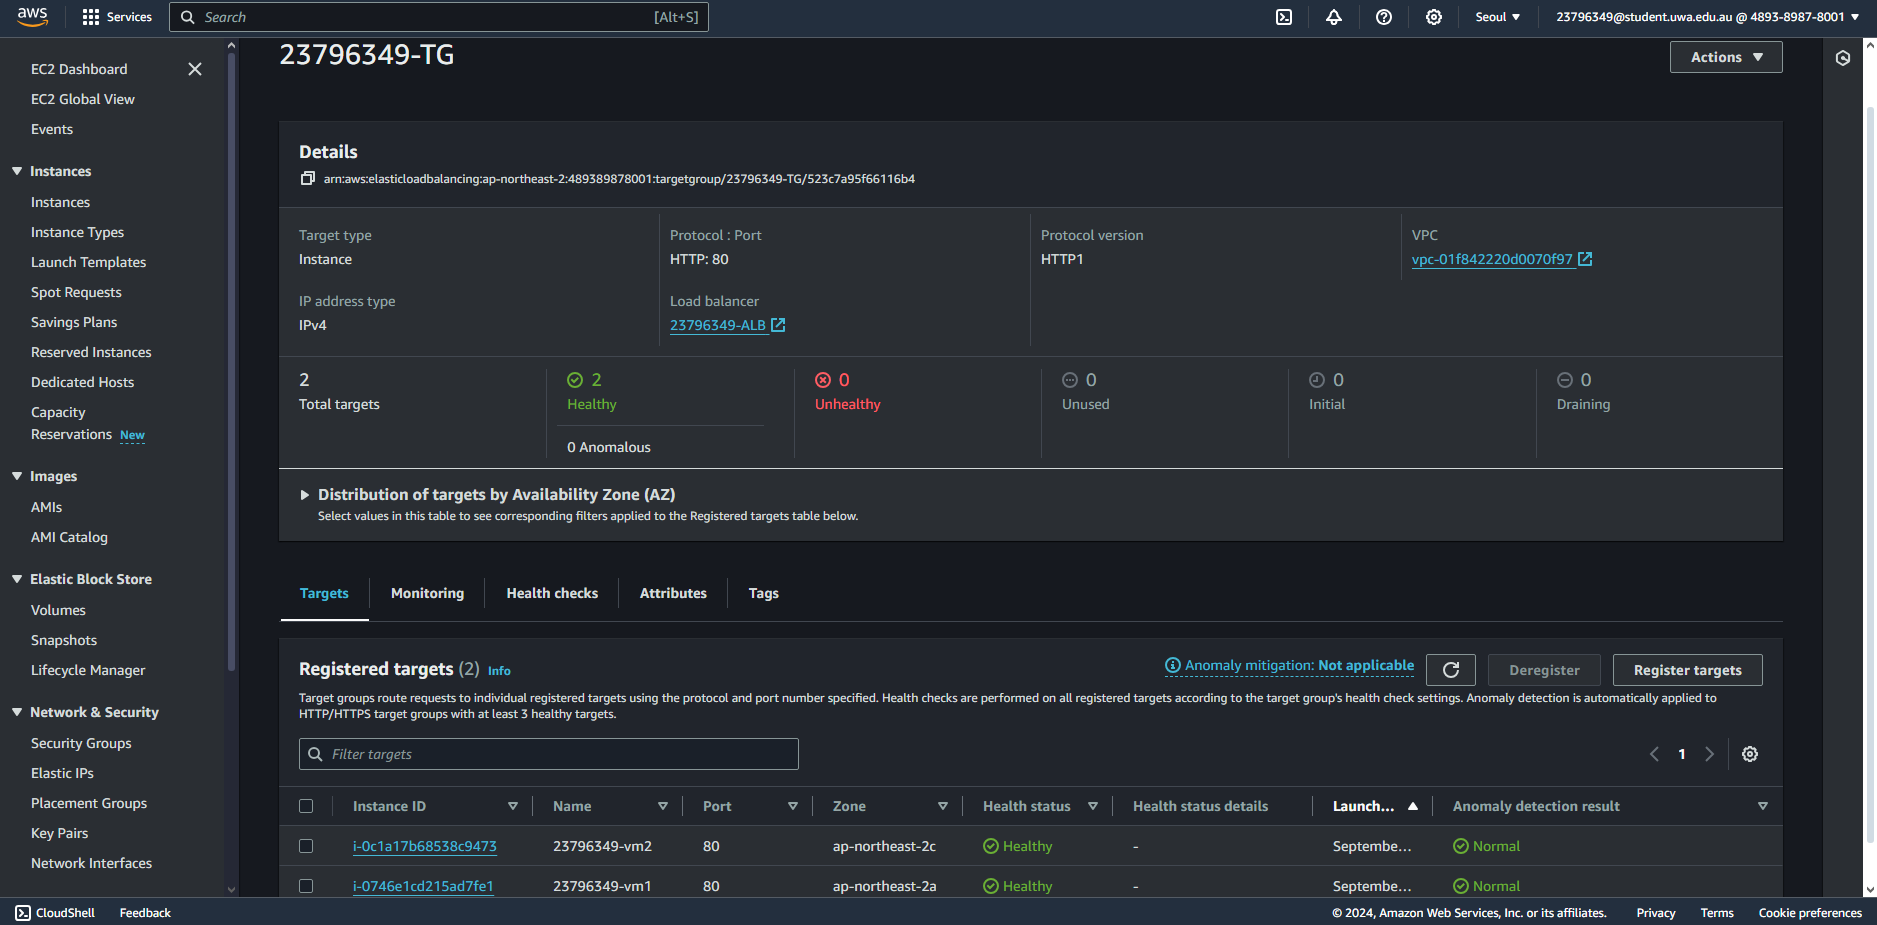 aws
Services
Search
[Alt+S]
Seoul
23796349@student.uwa.edu.au @ 4893-8987-8001
EC2 Dashboard
EC2 Global View
Events
Instances
Instances
Instance Types
Launch Templates
Spot Requests
Savings Plans
Reserved Instances
Dedicated Hosts
Capacity
Reservations New
Images
AMIs
AMI Catalog
Elastic Block Store
Volumes
Snapshots
Lifecycle Manager
Network & Security
Security Groups
Elastic IPs
Placement Groups
Key Pairs
Network Interfaces
23796349-TG
Actions
Details
arn:aws:elasticloadbalancing:ap-northeast-2:489389878001:targetgroup/23796349-TG/523c7a95f66116b4
Target type
Instance
Protocol : Port
HTTP: 80
Protocol version
HTTP1
VPC
vpc-01f842220d0070f97
IP address type
IPv4
Load balancer
23796349-ALB
2
Total targets
2
Healthy
0 Anomalous
0
Unhealthy
0
Unused
0
Initial
0
Draining
Distribution of targets by Availability Zone (AZ)
Select values in this table to see corresponding filters applied to the Registered targets table below.
Targets Monitoring Health checks Attributes Tags
Registered targets (2) Info
Anomaly mitigation: Not applicable
Deregister
Register targets
Target groups route requests to individual registered targets using the protocol and port number specified. Health checks are performed on all registered targets according to the target group's health check settings. Anomaly detection is automatically applied to
HTTP/HTTPS target groups with at least 3 healthy targets.
Filter targets
1
Instance ID Name Port Zone Health status Health status details Launch... Anomaly detection result
i-0c1a17b68538c9473 23796349-vm2 80 ap-northeast-2c Healthy - Septembe... Normal
i-0746e1cd215ad7fe1 23796349-vm1 80 ap-northeast-2a Healthy - Septembe... Normal
CloudShell Feedback
© 2024, Amazon Web Services, Inc. or its affiliates. Privacy Terms Cookie preferences